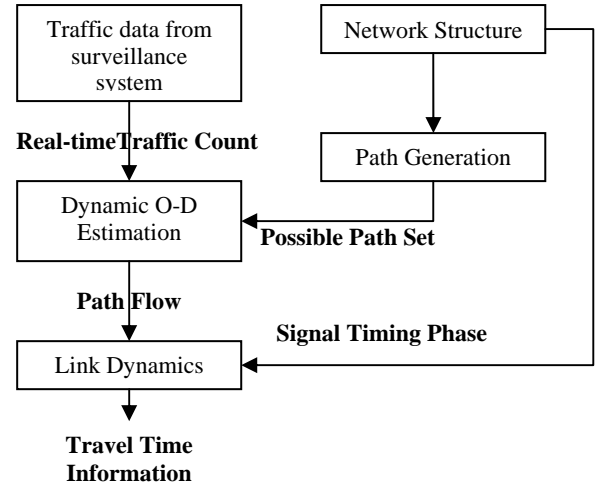 Traffic data from
surveillance
system
Network Structure
Real-timeTraffic Count
Path Generation
Dynamic O-D
Estimation
Possible Path Set
Path Flow
Signal Timing Phase
Link Dynamics
Travel Time
Information